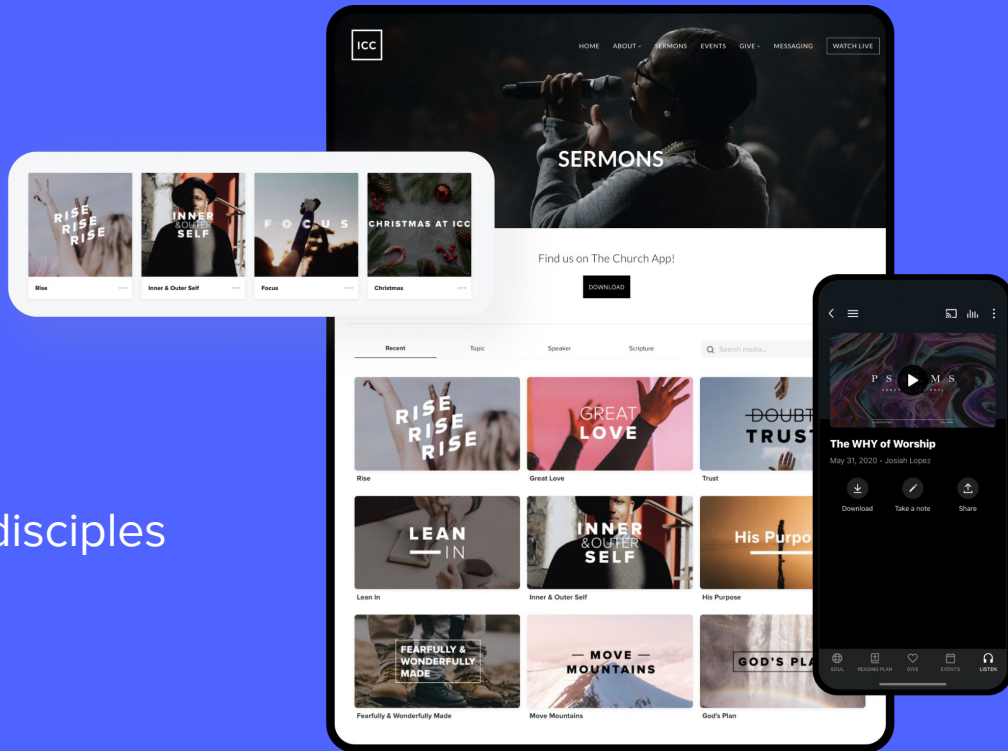 ICC
HOME ABOUT SERMONS EVENTS GIVE MESSAGING WATCH LIVE
SERMONS
RISE
RISE
RISE
INNER
&OUTER
SELF
FOCUS
CHRISTMAS AT ICC
Rise
Inner & Outer Self
Focus
Christmas
Find us on The Church App!
DOWNLOAD
Recent Topic Speaker Scripture Search media...
RISE
RISE
RISE
GREAT
LOVE
DOUBT
TRUST
Rise
Great Love
Trust
disciples
LEAN
IN
INNER
&OUTER
SELF
His Purpo
Lean In
Inner & Outer Self
His Purpose
FEARFULLY &
WONDERFULLY
MADE
MOVE
MOUNTAINS
GOD'S PLA
Fearfully & Wonderfully Made
Move Mountains
God's Plan
PS MS
The WHY of Worship
May 31, 2020 • Josiah Lopez
Download Take a note Share
SOUL READING PLAN GIVE EVENTS LISTEN